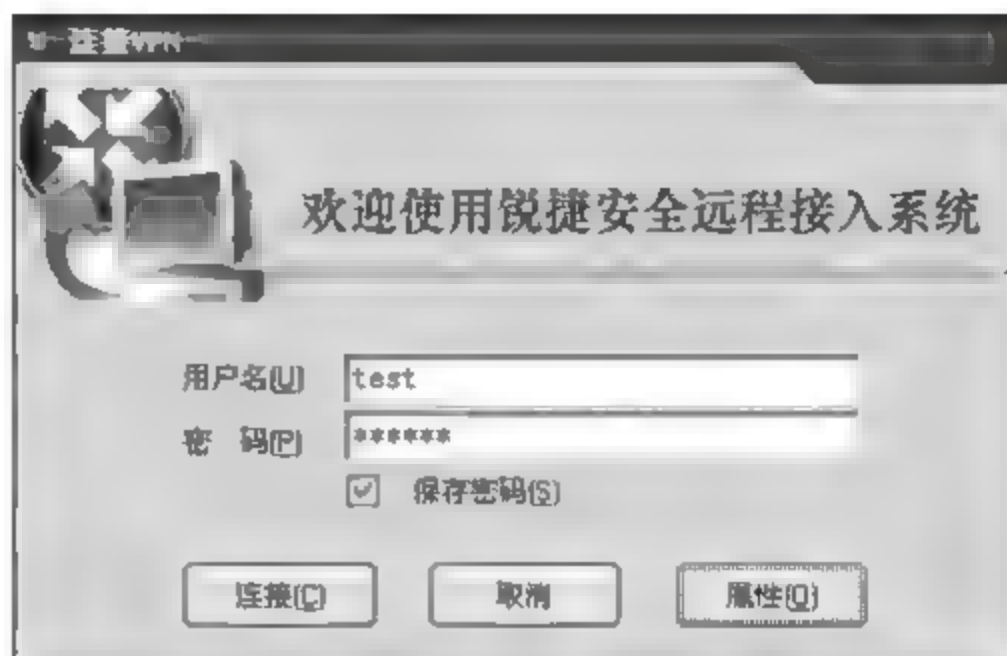 连接VPN
欢迎使用锐捷安全远程接入系统
用户名(U) test
密 码(P) ******
保存密码(S)
连接(C) 取消 属性(O)